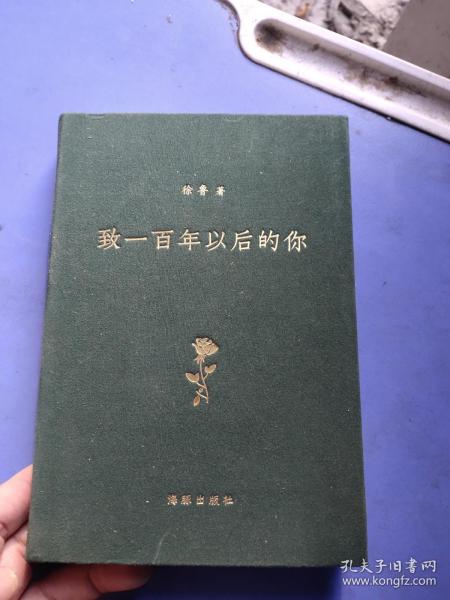 徐鲁著
致一百年以后的你
海豚出版社
孔夫子旧书网
www.kongfz.com